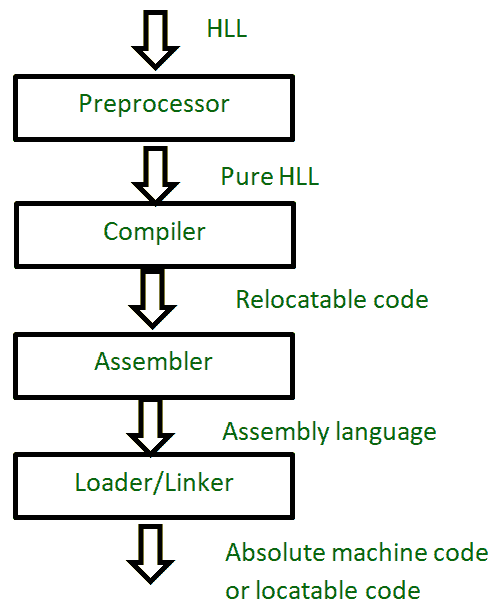 HLL
Preprocessor
Pure HLL
Compiler
Relocatable code
Assembler
Assembly language
Loader/Linker
Absolute machine code
or locatable code